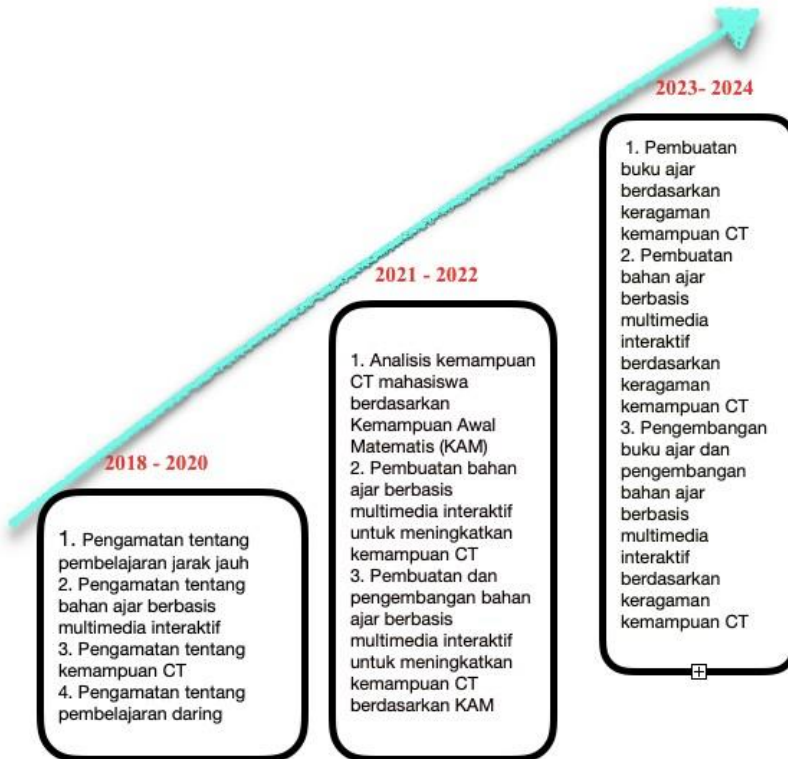 2018 - 2020
1. Pengamatan tentang
pembelajaran jarak jauh
2. Pengamatan tentang
bahan ajar berbasis
multimedia interaktif
3. Pengamatan tentang
kemampuan CT
4. Pengamatan tentang
pembelajaran daring
2021 - 2022
1. Analisis kemampuan
CT mahasiswa
berdasarkan
Kemampuan Awal
Matematis (KAM)
2. Pembuatan bahan
ajar berbasis
multimedia interaktif
untuk meningkatkan
kemampuan CT
3. Pembuatan dan
pengembangan bahan
ajar berbasis
multimedia interaktif
untuk meningkatkan
kemampuan CT
berdasarkan KAM
2023- 2024
1. Pembuatan
buku ajar
berdasarkan
keragaman
kemampuan CT
2. Pembuatan
bahan ajar
berbasis
multimedia
interaktif
berdasarkan
keragaman
kemampuan CT
3. Pengembangan
buku ajar dan
pengembangan
bahan ajar
berbasis
multimedia
interaktif
berdasarkan
keragaman
kemampuan CT